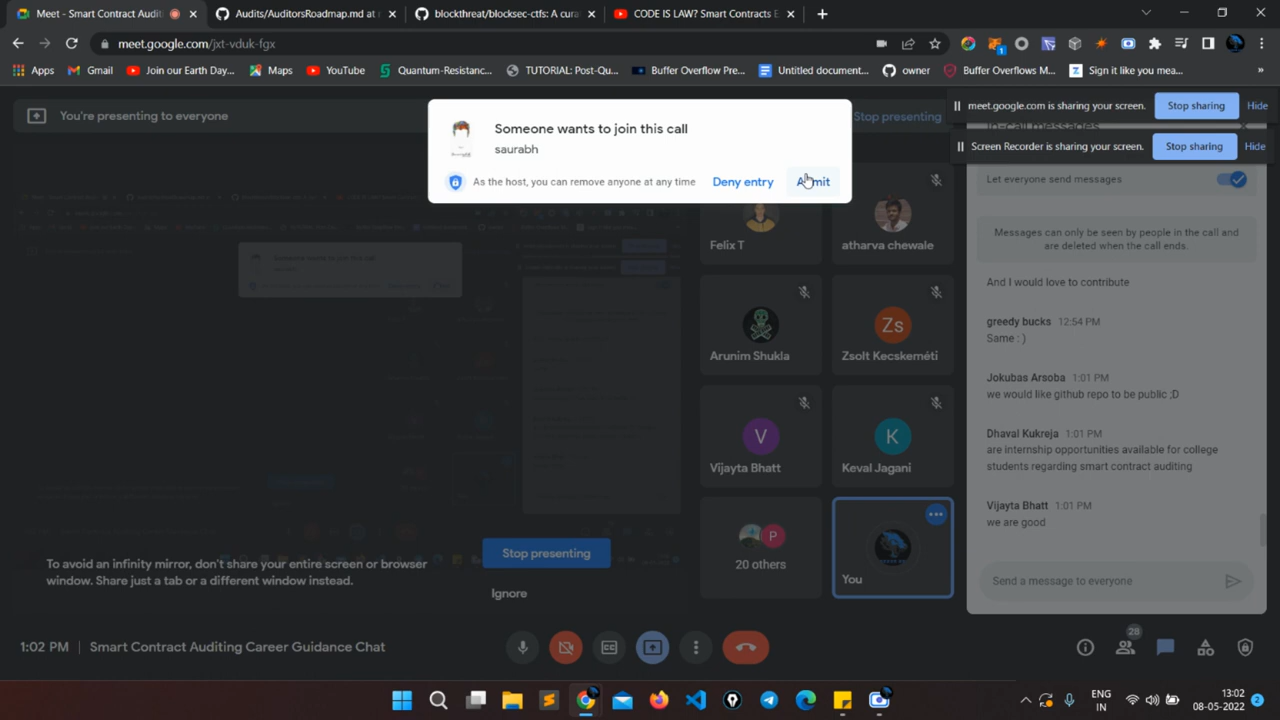 Meet - Smart Contract Audit
Audits/AuditorsRoadmap.md at
blockthreat/blocksec-ctfs: A cura
CODE IS LAW? Smart Contracts E
meet.google.com/jxt-vduk-fgx
Apps
Gmail
Join our Earth Day...
Maps
YouTube
Quantum-Resistanc...
TUTORIAL: Post-Qu...
Buffer Overflow Pre...
Untitled document...
owner
Buffer Overflows M...
Sign it like you mea...
»
You're presenting to everyone
Stop presenting
Someone wants to join this call
saurabh
As the host, you can remove anyone at any time
Deny entry
Admit
meet.google.com is sharing your screen.
Stop sharing
Hide
In-call messages
Screen Recorder is sharing your screen.
Stop sharing
Hide
Let everyone send messages
Messages can only be seen by people in the call and
are deleted when the call ends.
And I would love to contribute
greedy bucks 12:54 PM
Same : )
Jokubas Arsoba 1:01 PM
we would like github repo to be public ;D
Dhaval Kukreja 1:01 PM
are internship opportunities available for college
students regarding smart contract auditing
Vijayta Bhatt 1:01 PM
we are good
Send a message to everyone
Felix T
atharva chewale
Arunim Shukla
Zs
Zsolt Kecskeméti
V
Vijayta Bhatt
K
Keval Jagani
P
20 others
You
To avoid an infinity mirror, don't share your entire screen or browser
window. Share just a tab or a different window instead.
Stop presenting
Ignore
1:02 PM | Smart Contract Auditing Career Guidance Chat
28
ENG
IN
13:02
08-05-2022
2